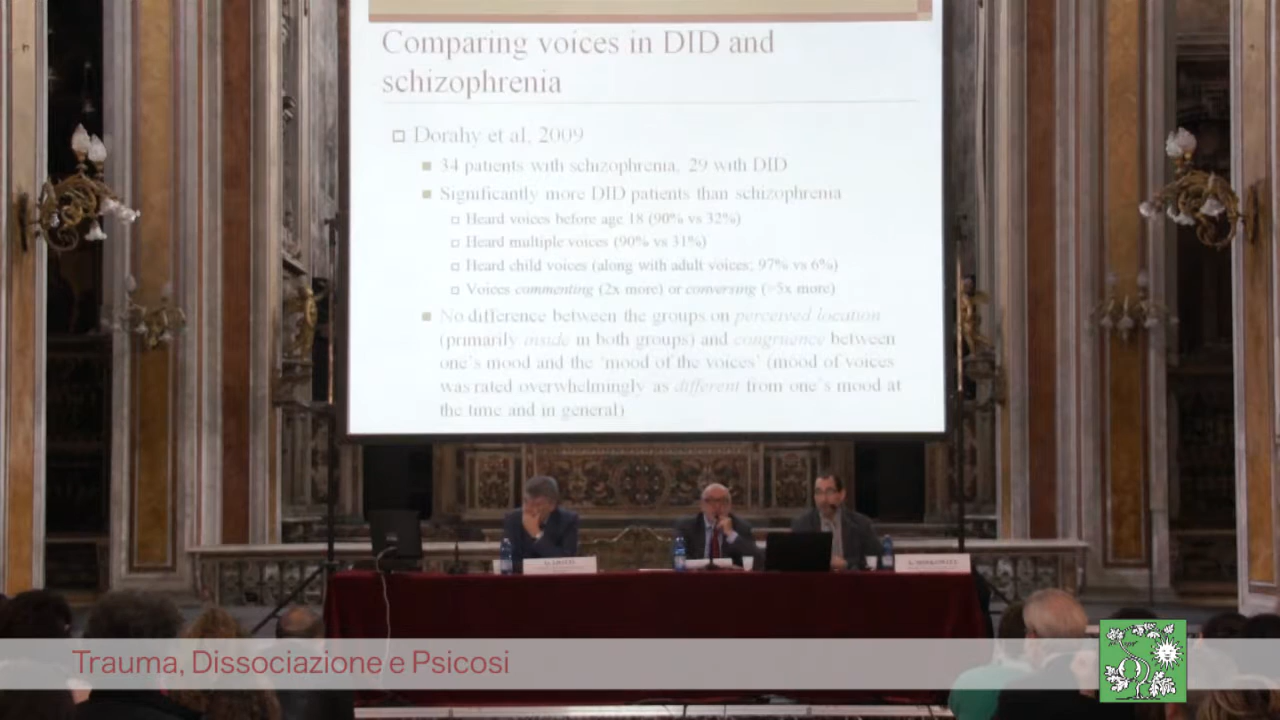 Comparing voices in DID and
schizophrenia
Dorahy et al. 2009
34 patients with schizophrenia, 29 with DID
Significantly more DID patients than schizophrenia
Heard voices before age 18 (90% vs 32%)
Heard multiple voices (90% vs 31%)
Heard child voices (along with adult voices; 97% vs 6%)
Voices commenting (2x more) or conversing (>5x more)
No difference between the groups on perceived location
(primarily inside in both groups) and congruence between
one's mood and the 'mood of the voices' (mood of voices
was rated overwhelmingly as different from one's mood at
the time and in general)
Trauma, Dissociazione e Psicosi